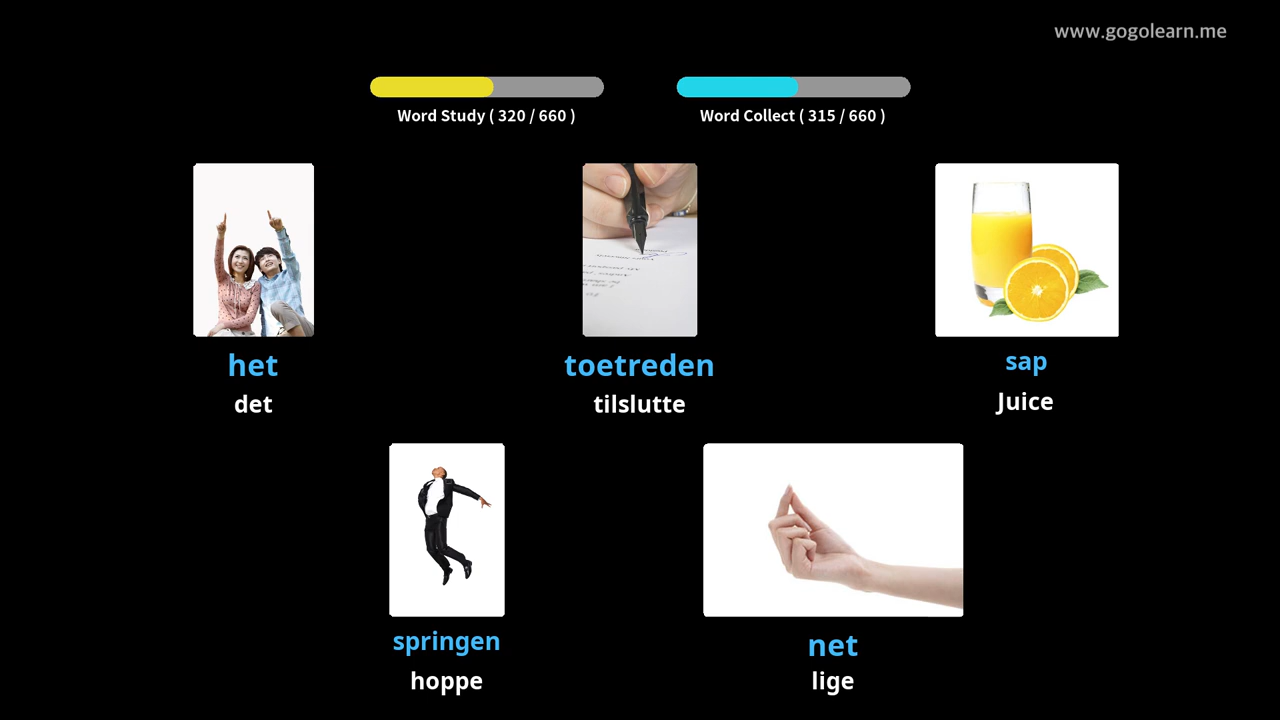 www.gogolearn.me
Word Study ( 320 / 660 )
Word Collect ( 315 / 660 )
het
det
toetreden
tilslutte
sap
Juice
springen
hoppe
net
lige